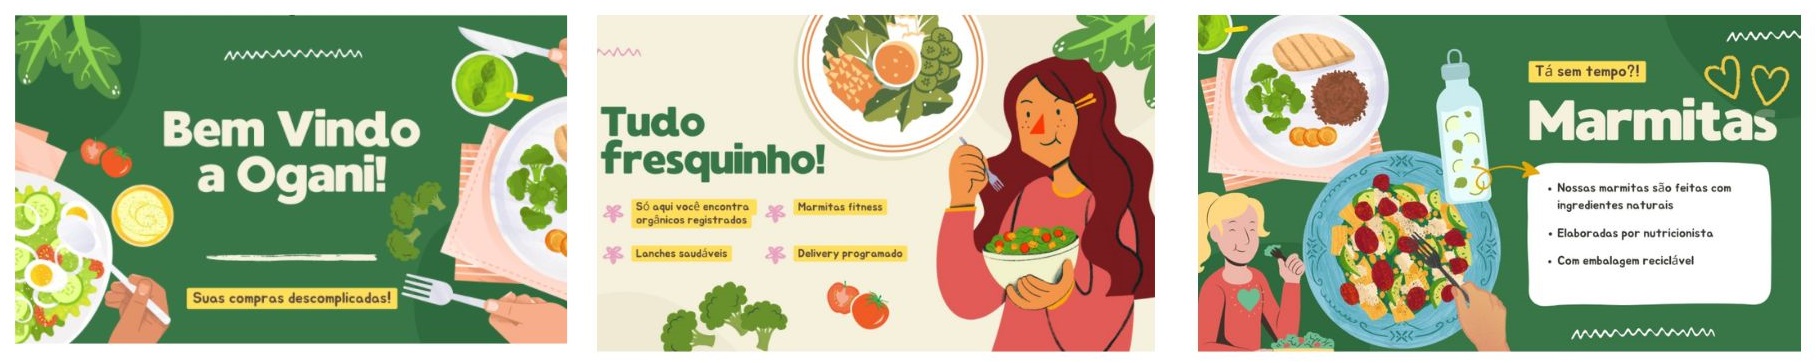 Bem Vindo
a Ogani!
Suas compras descomplicadas!
Tudo
fresquinho!
Só aqui você encontra
orgânicos registrados
Marmitas fitness
Lanches saudáveis
Delivery programado
Tá sem tempo?!
Marmitas
• Nossas marmitas são feitas com
ingredientes naturais
• Elaboradas por nutricionista
• Com embalagem reciclável